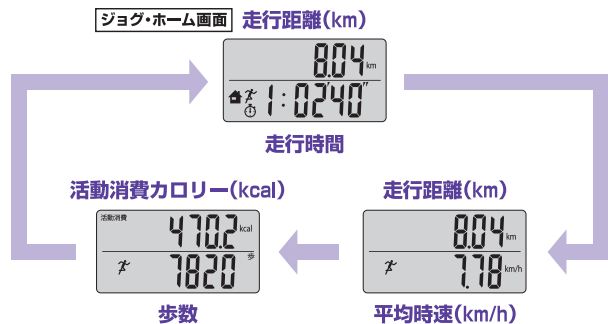 ジョグ・ホーム画面 走行距離(km)
8.04 km
1:02'40"
走行時間
活動消費カロリー(kcal)
走行距離(km)
活動消費 470.2 kcal
8.04 km
7820 歩
7.78 km/h
歩数
平均時速(km/h)